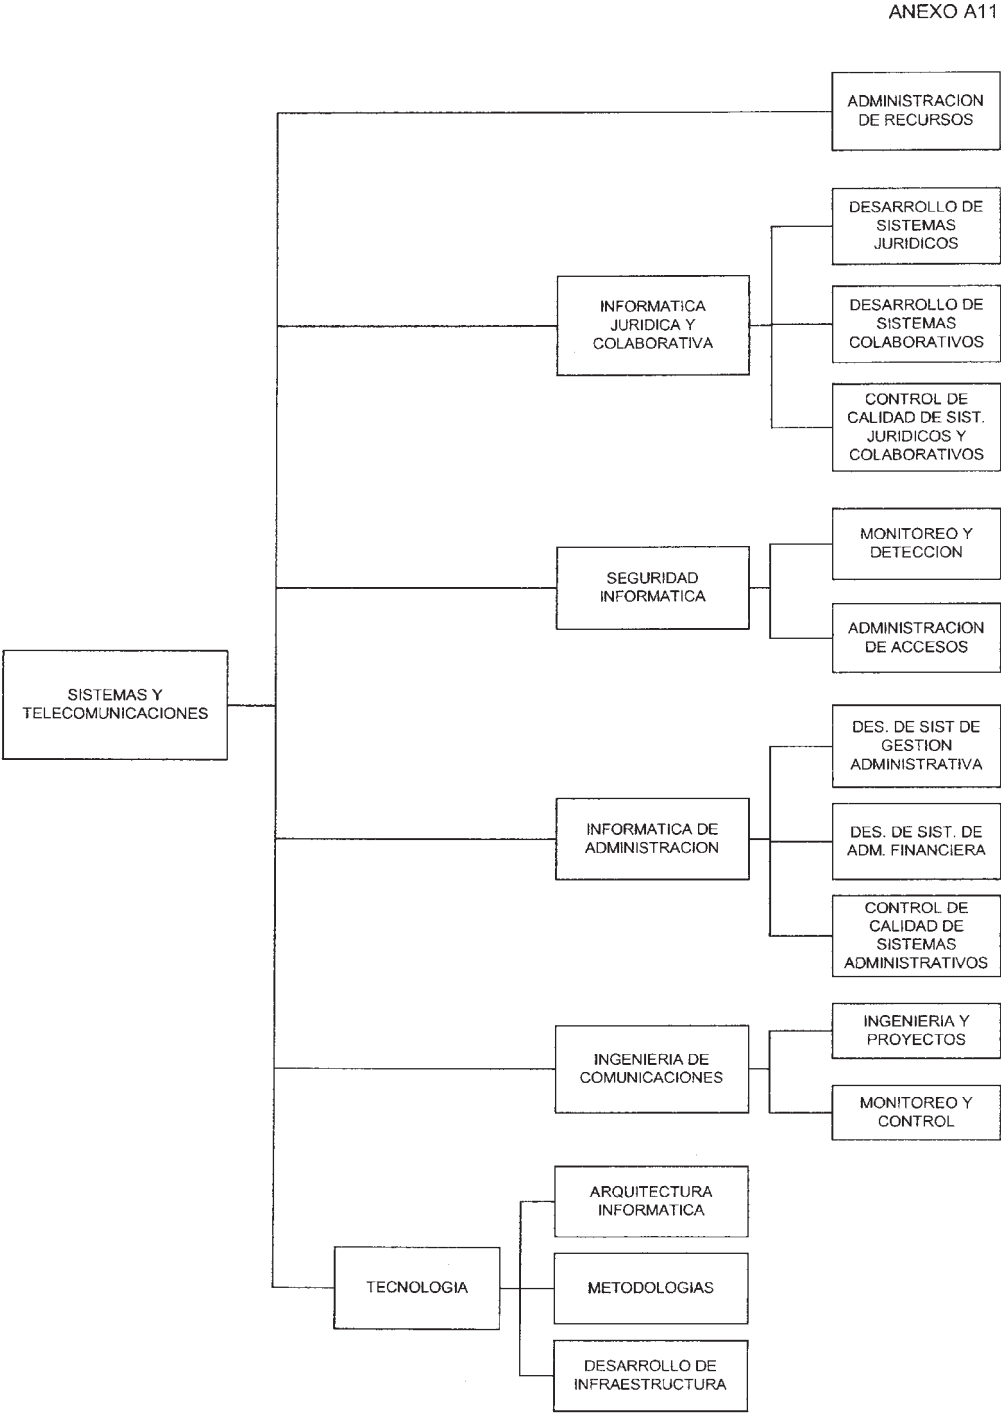 ANEXO A11
ADMINISTRACION
DE RECURSOS
DESARROLLO DE
SISTEMAS
JURIDICOS
INFORMATICA
JURIDICA Y
COLABORATIVA
DESARROLLO DE
SISTEMAS
COLABORATIVOS
CONTROL DE
CALIDAD DE SIST.
JURIDICOS Y
COLABORATIVOS
MONITOREO Y
DETECCION
SEGURIDAD
INFORMATICA
ADMINISTRACION
DE ACCESOS
SISTEMAS Y
TELECOMUNICACIONES
DES. DE SIST DE
GESTION
ADMINISTRATIVA
INFORMATICA DE
ADMINISTRACION
DES. DE SIST. DE
ADM. FINANCIERA
CONTROL DE
CALIDAD DE
SISTEMAS
ADMINISTRATIVOS
INGENIERIA Y
PROYECTOS
INGENIERIA DE
COMUNICACIONES
MONITOREO Y
CONTROL
ARQUITECTURA
INFORMATICA
TECNOLOGIA
METODOLOGIAS
DESARROLLO DE
INFRAESTRUCTURA